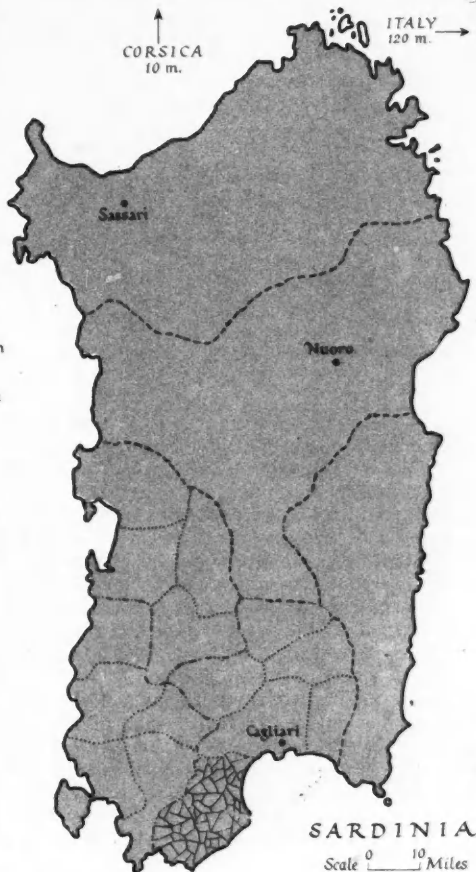 CORSICA
10 m.
ITALY
120 m.
Sassari
Nuoro
Cagliari
SARDINIA
Scale 0 10 Miles